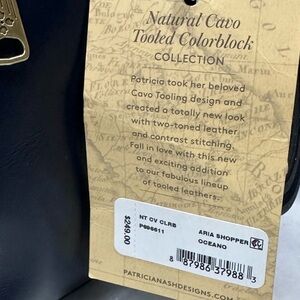 Natural Cavo
Tooled Colorblock
COLLECTION
Patricia took her beloved
Cavo Tooling design and
created a totally new look
with two-toned leather
and contrast stitching.
Fall in love with this new
and exciting addition
to our fabulous lineup
of tooled leathers.
$249.00
NT CV CLRB
P898611
ARIA SHOPPER
OCEANO
8 87986 37988 3
PATRICIANASHDESIGNS.COM